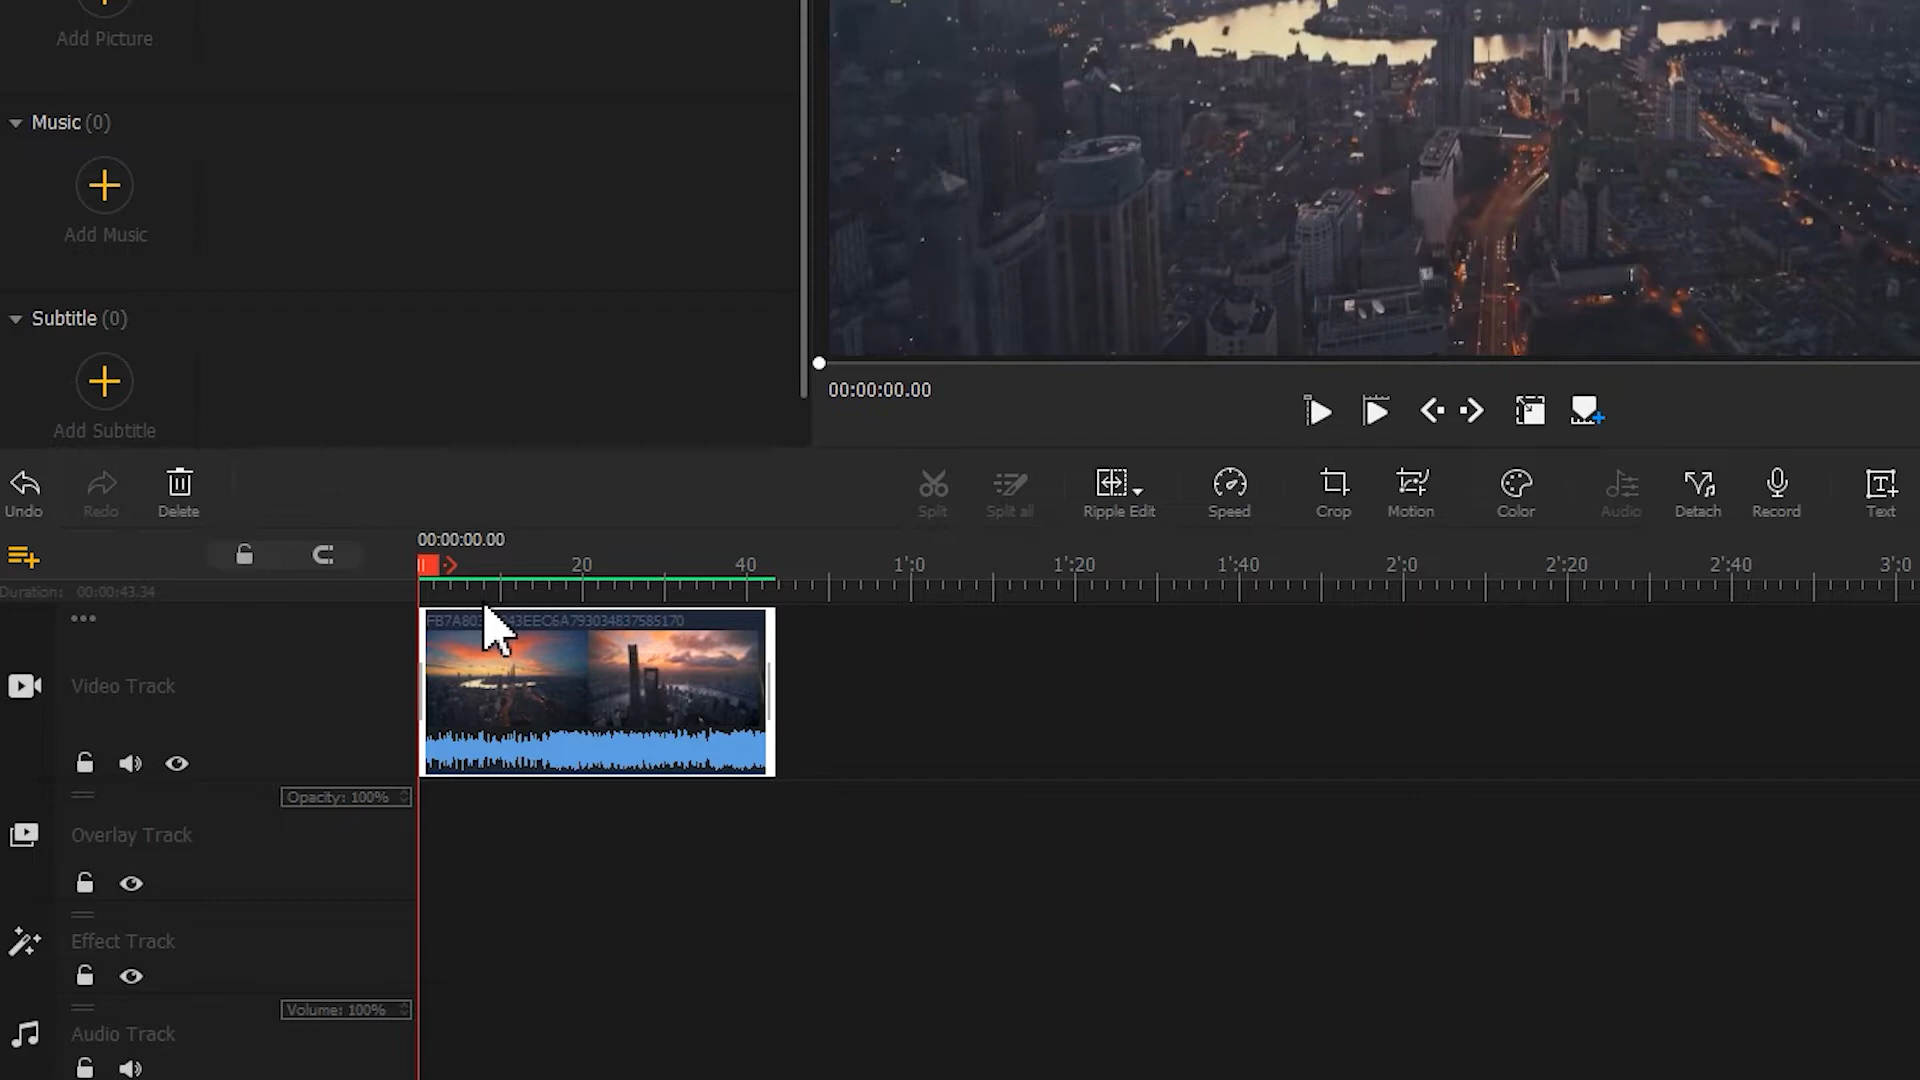 Add Picture
Music (0)
Add Music
Subtitle (0)
Add Subtitle
00:00:00.00
Undo
Redo
Delete
Split
Split all
Ripple Edit
Speed
Crop
Motion
Color
Audio
Detach
Record
Text
00:00:00.00
20
40
1':0
1':20
1':40
2':0
2':20
2':40
3':0
Duration: 00:00:43.34
Video Track
Opacity: 100%
Overlay Track
Effect Track
Volume: 100%
Audio Track